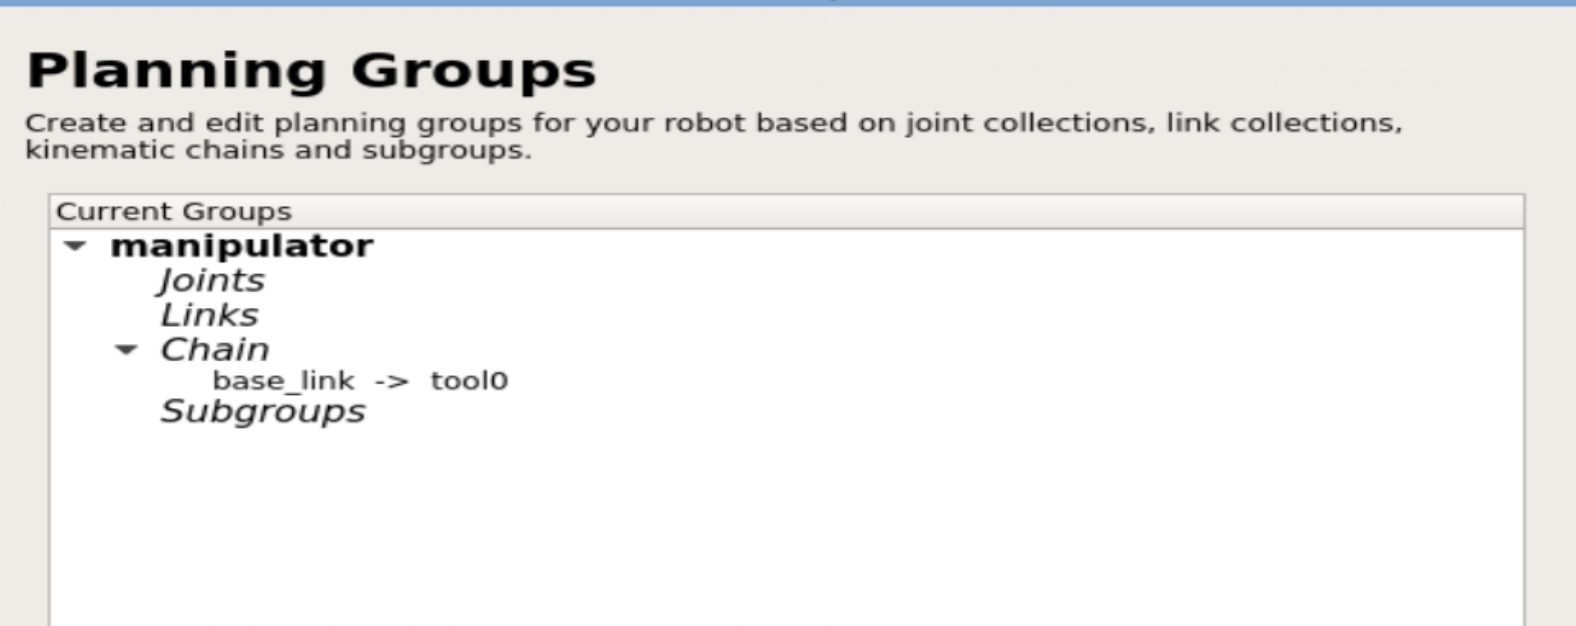 Planning Groups
Create and edit planning groups for your robot based on joint collections, link collections,
kinematic chains and subgroups.
Current Groups
manipulator
Joints
Links
Chain
base_link -> tool0
Subgroups